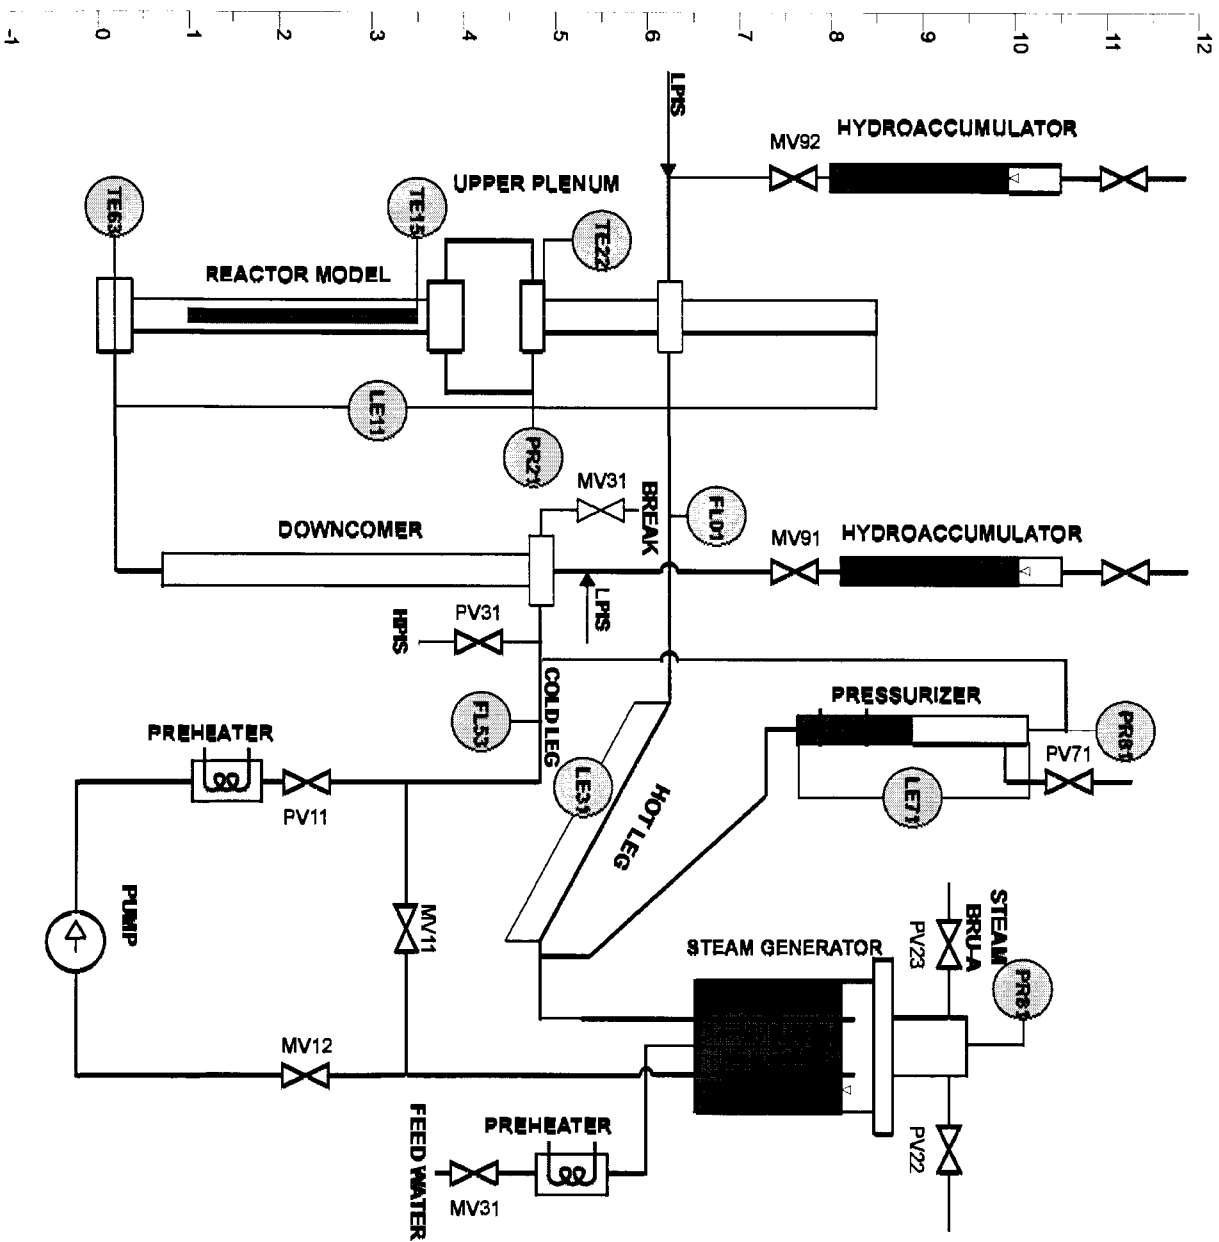 -1
0
1
2
3
4
5
6
7
8
9
10
11
12
LPIS
HYDROACCUMULATOR
MV92
UPPER PLENUM
TE63
TE15
TE22
REACTOR MODEL
LE11
PR21
MV31
BREAK
FL01
DOWNCOMER
MV91
HYDROACCUMULATOR
LPIS
PV31
HPIS
COLD LEG
FL53
PRESSURIZER
PR81
PV71
PREHEATER
PV11
LE31
HOT LEG
LE71
PUMP
MV11
STEAM GENERATOR
PV23
STEAM
BRU-A
MV12
FEED WATER
PREHEATER
MV31
PV22